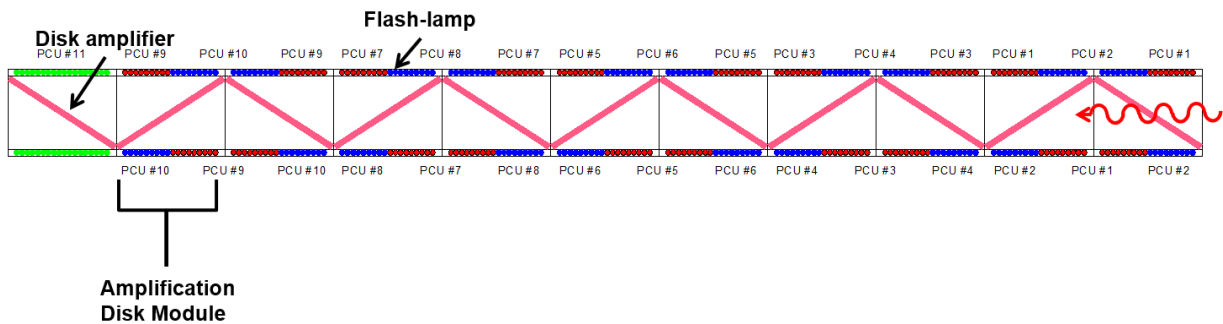 Flash-lamp
Disk amplifier
PCU #11 PCU #9 PCU #10 PCU #9 PCU #7 PCU #8 PCU #7 PCU #5 PCU #6 PCU #5 PCU #3 PCU #4 PCU #3 PCU #1 PCU #2 PCU #1
PCU #10 PCU #9 PCU #10 PCU #8 PCU #7 PCU #8 PCU #6 PCU #5 PCU #6 PCU #4 PCU #3 PCU #4 PCU #2 PCU #1 PCU #2
Amplification
Disk Module